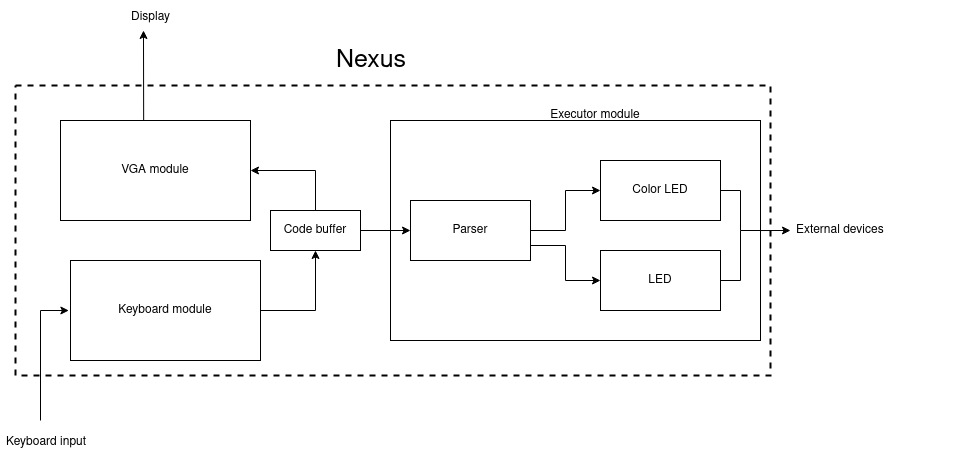 Display
Nexus
Executor module
VGA module
Color LED
Code buffer
Parser
External devices
LED
Keyboard module
Keyboard input